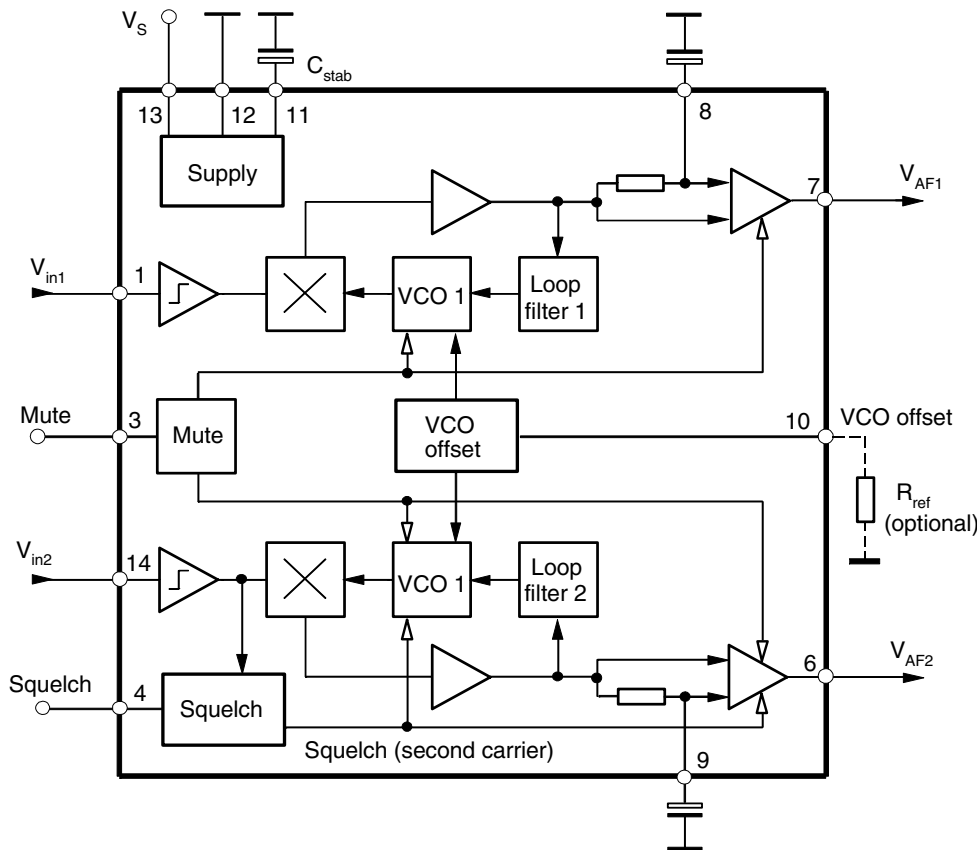 V_S
C_stab
13 12 11 8
Supply
7 V_AF1
V_in1 1
VCO 1
Loop
filter 1
Mute 3
Mute
VCO
offset
10 VCO offset
R_ref
(optional)
V_in2 14
VCO 1
Loop
filter 2
6 V_AF2
Squelch 4
Squelch
Squelch (second carrier)
9